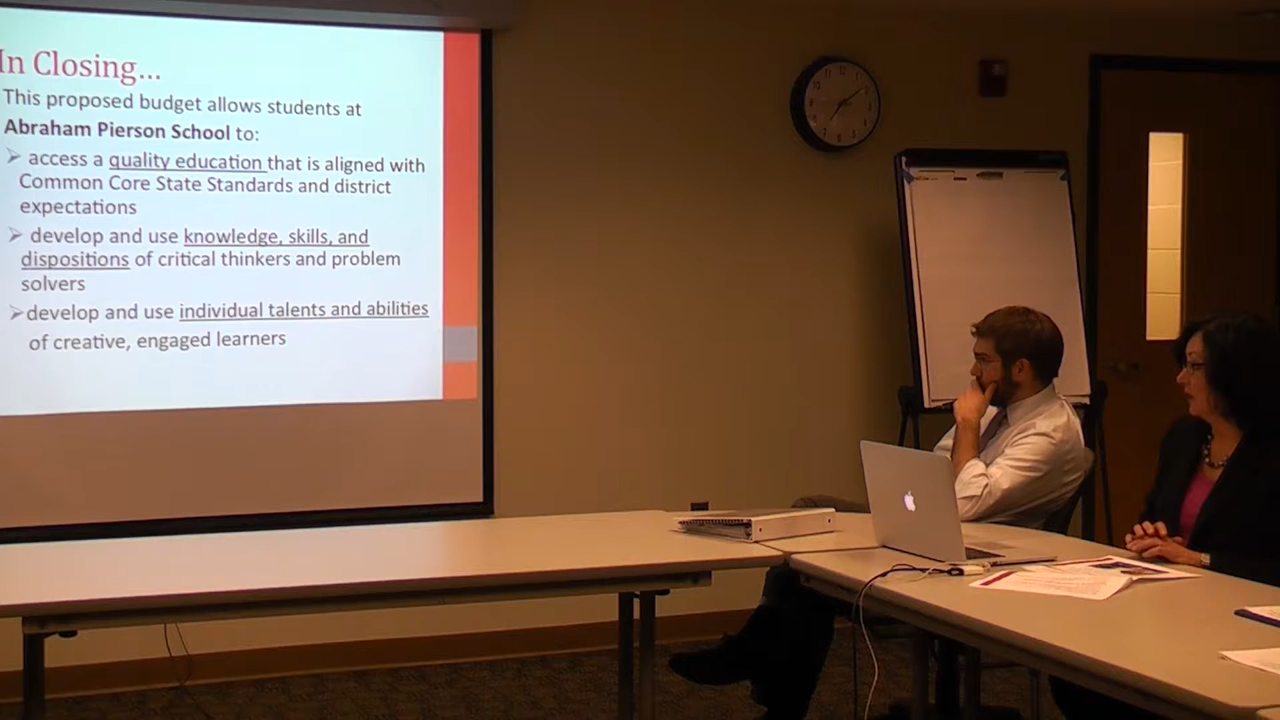 In Closing...
This proposed budget allows students at
Abraham Pierson School to:
➢ access a quality education that is aligned with
Common Core State Standards and district
expectations
➢ develop and use knowledge, skills, and
dispositions of critical thinkers and problem
solvers
➢develop and use individual talents and abilities
of creative, engaged learners